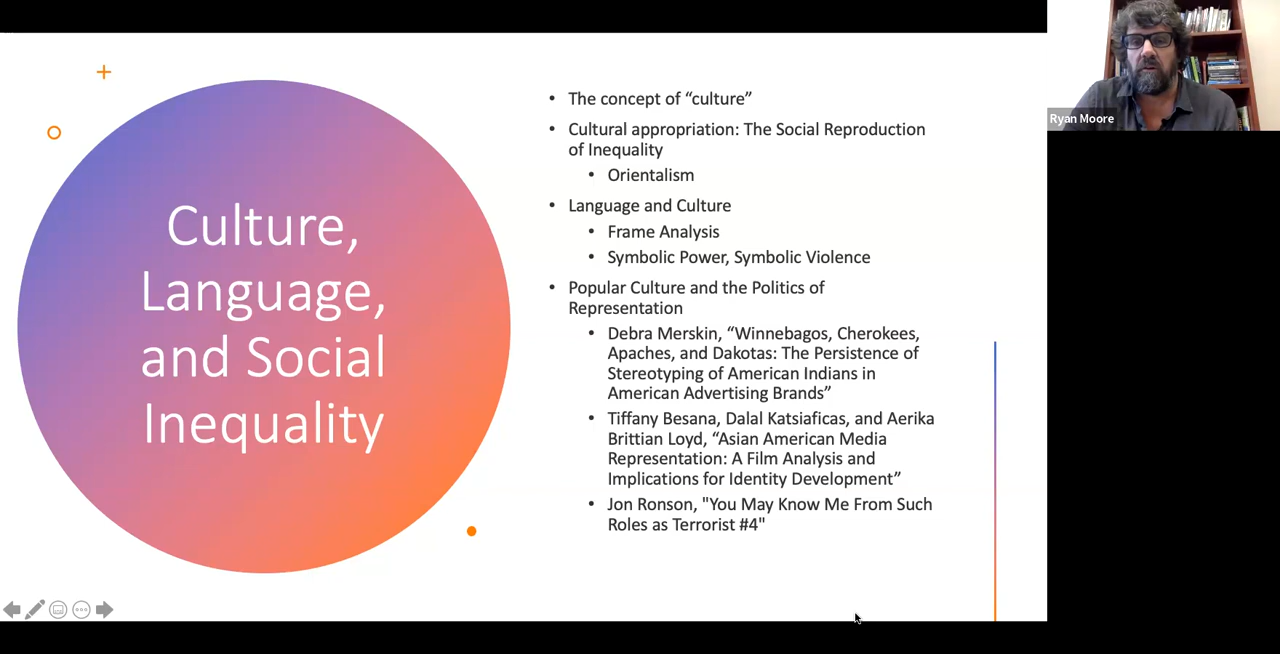 Culture,
Language,
and Social
Inequality
• The concept of “culture”
• Cultural appropriation: The Social Reproduction
of Inequality
• Orientalism
• Language and Culture
• Frame Analysis
• Symbolic Power, Symbolic Violence
• Popular Culture and the Politics of
Representation
• Debra Merskin, “Winnebagos, Cherokees,
Apaches, and Dakotas: The Persistence of
Stereotyping of American Indians in
American Advertising Brands”
• Tiffany Besana, Dalal Katsiaficas, and Aerika
Brittian Loyd, “Asian American Media
Representation: A Film Analysis and
Implications for Identity Development”
• Jon Ronson, "You May Know Me From Such
Roles as Terrorist #4"
Ryan Moore